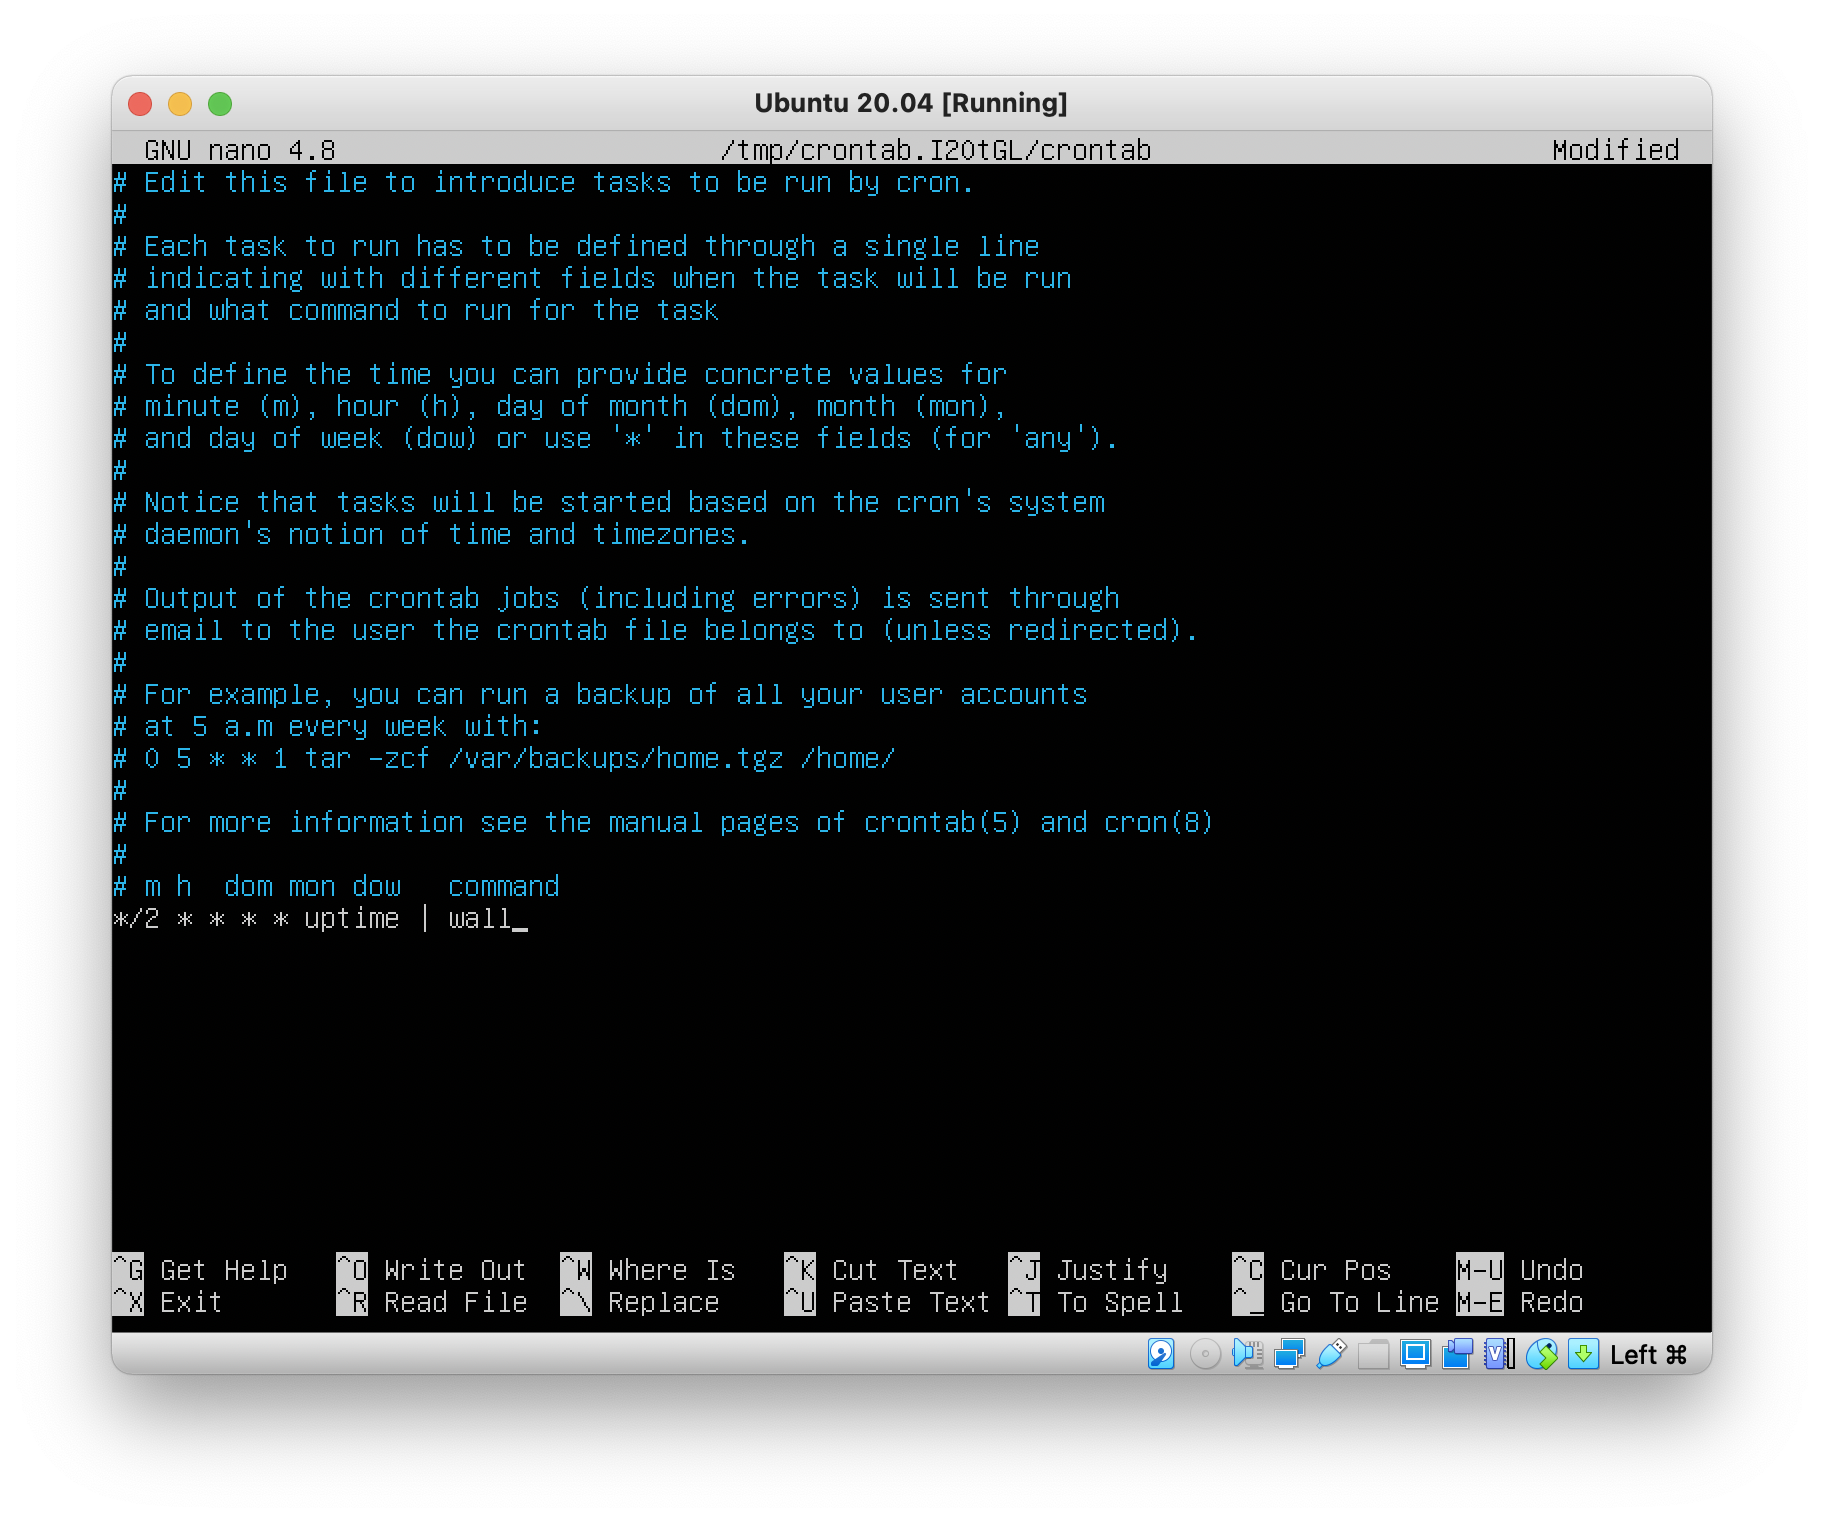 Ubuntu 20.04 [Running]
GNU nano 4.8 /tmp/crontab.I2OtGL/crontab Modified
# Edit this file to introduce tasks to be run by cron.
#
# Each task to run has to be defined through a single line
# indicating with different fields when the task will be run
# and what command to run for the task
#
# To define the time you can provide concrete values for
# minute (m), hour (h), day of month (dom), month (mon),
# and day of week (dow) or use '*' in these fields (for 'any').
#
# Notice that tasks will be started based on the cron's system
# daemon's notion of time and timezones.
#
# Output of the crontab jobs (including errors) is sent through
# email to the user the crontab file belongs to (unless redirected).
#
# For example, you can run a backup of all your user accounts
# at 5 a.m every week with:
# 0 5 * * 1 tar -zcf /var/backups/home.tgz /home/
#
# For more information see the manual pages of crontab(5) and cron(8)
#
# m h  dom mon dow   command
*/2 * * * * uptime | wall_
^G Get Help ^O Write Out ^W Where Is ^K Cut Text ^J Justify ^C Cur Pos M-U Undo
^X Exit ^R Read File ^\ Replace ^U Paste Text ^T To Spell ^_ Go To Line M-E Redo
Left ⌘